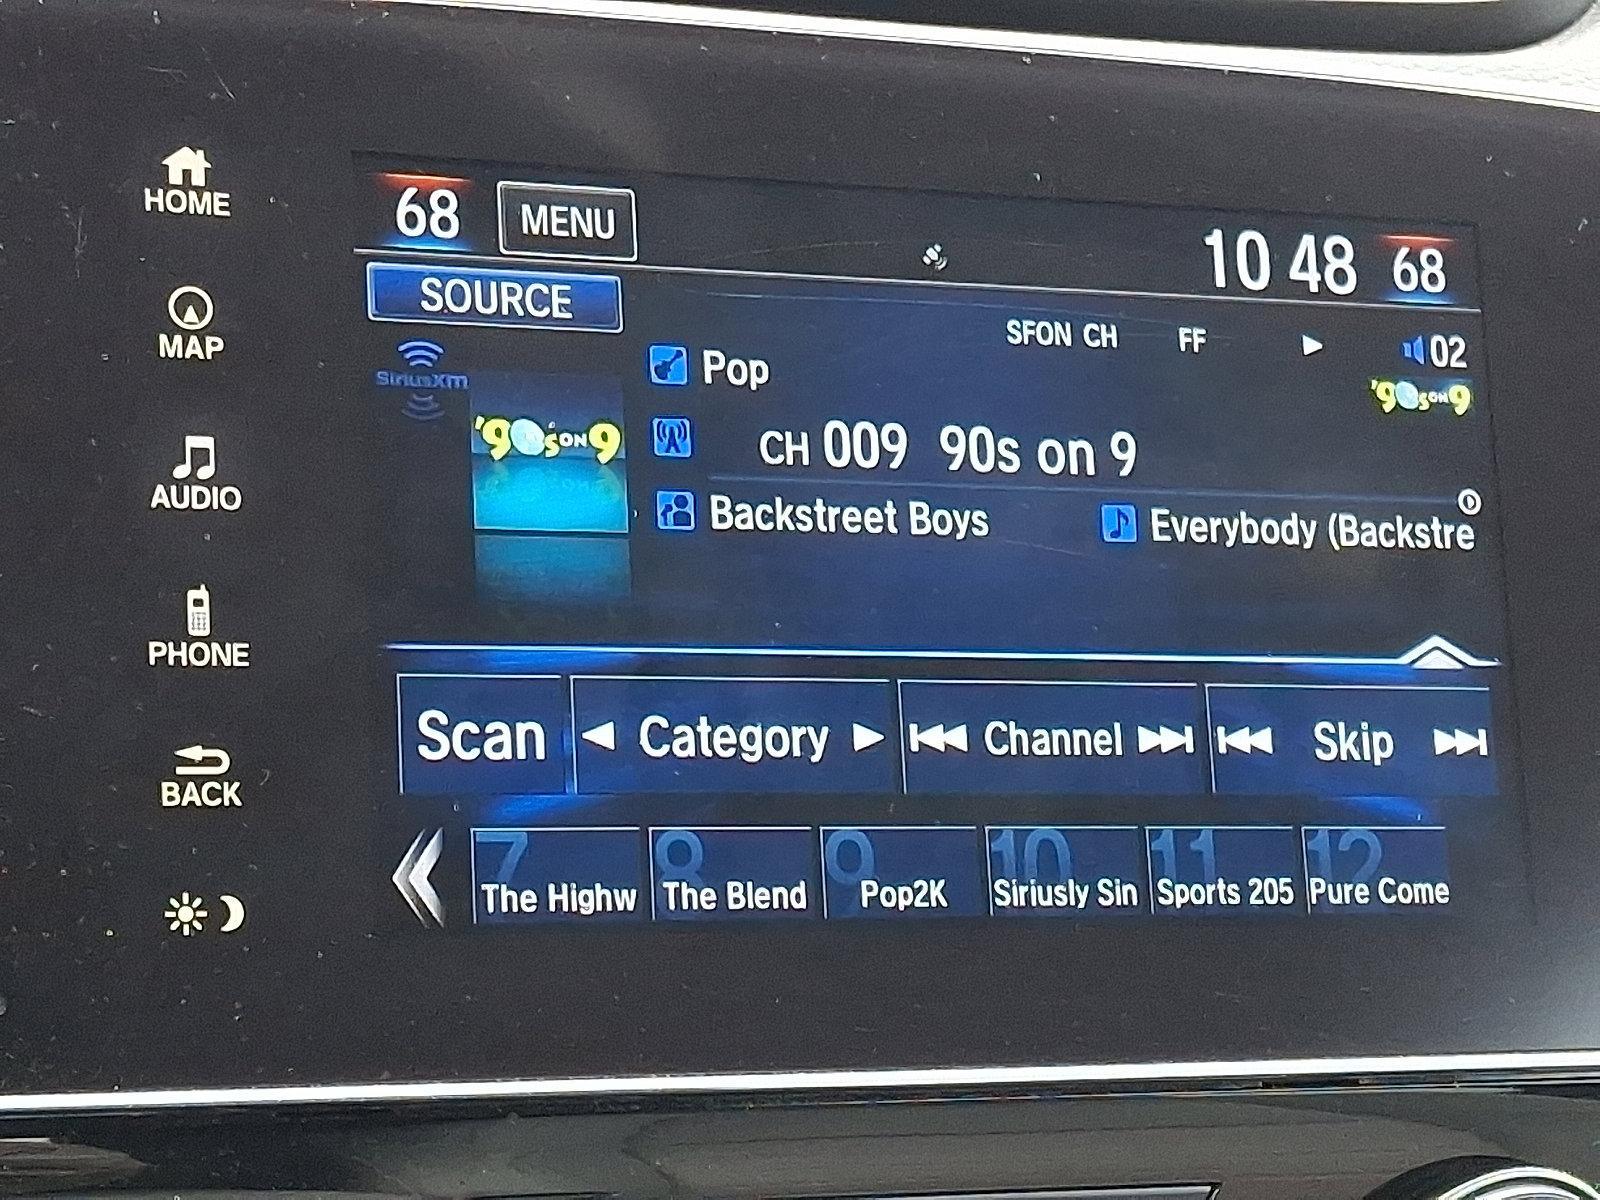 HOME
MAP
AUDIO
PHONE
BACK
68 MENU 10 48 68
SOURCE
SFON CH FF 02
SiriusXM
Pop
'90s ON 9
'90s ON 9
CH 009 90s on 9
Backstreet Boys Everybody (Backstre
Scan Category Channel Skip
7 8 9 10 11 12
The Highw The Blend Pop2K Siriusly Sin Sports 205 Pure Come